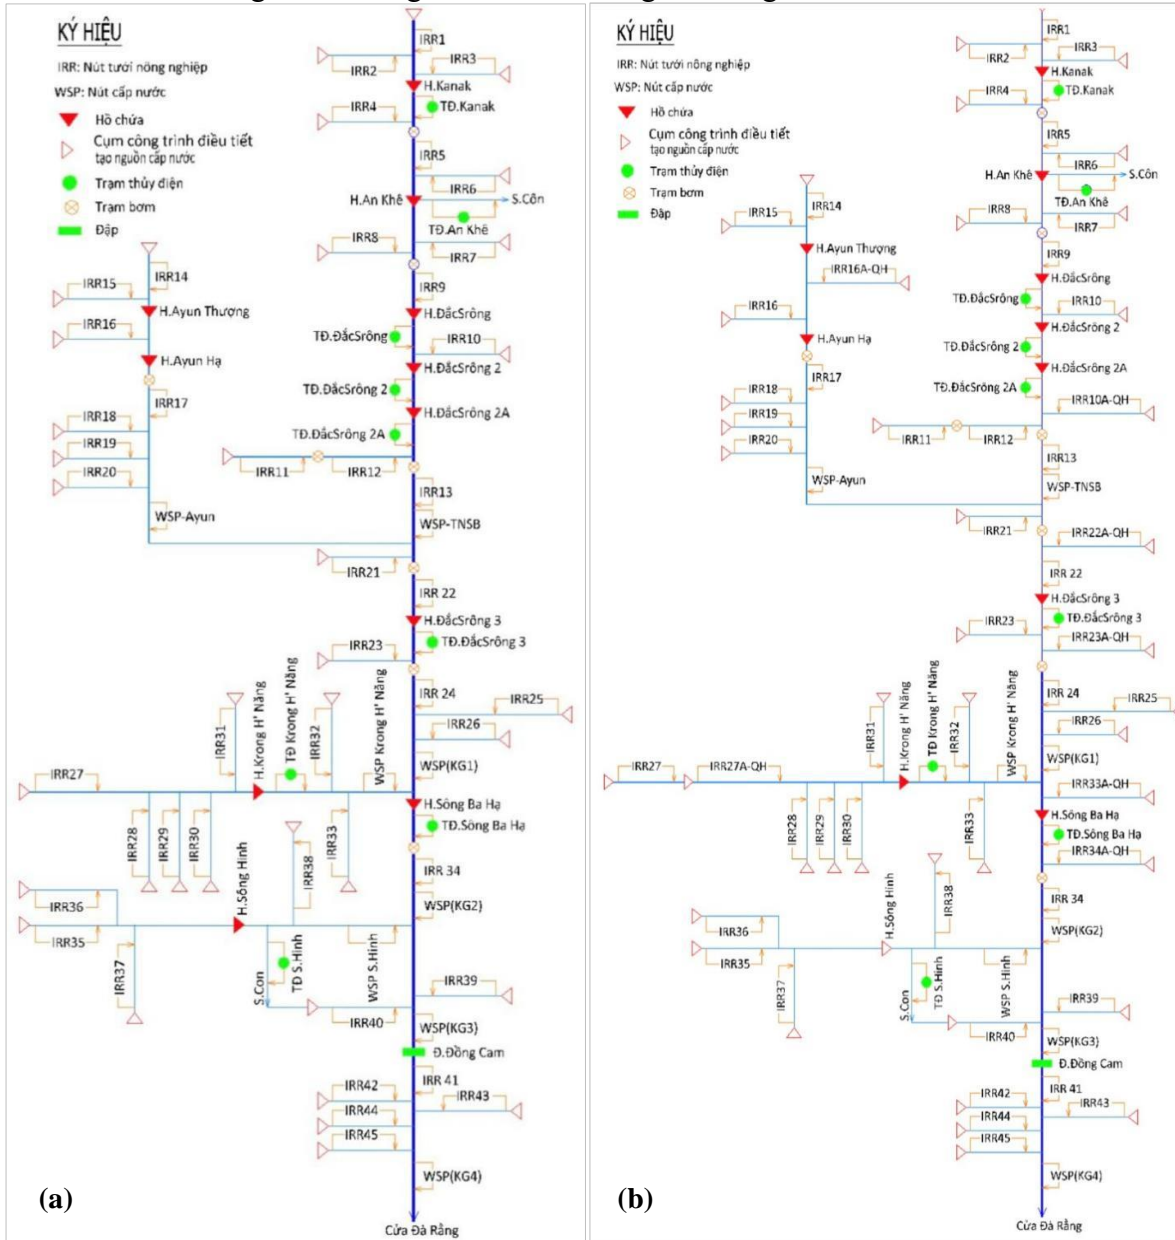 KÝ HIỆU
IRR: Nút tưới nông nghiệp
WSP: Nút cấp nước
Hồ chứa
Cụm công trình điều tiết
tạo nguồn cấp nước
Trạm thủy điện
Trạm bơm
Đập
IRR1
IRR2
IRR3
H.Kanak
IRR4
TĐ.Kanak
IRR5
IRR6
H.An Khê
S.Côn
TĐ.An Khê
IRR8
IRR7
IRR9
IRR14
IRR15
H.Ayun Thượng
IRR16
H.Ayun Hạ
IRR17
IRR18
IRR19
IRR20
WSP-Ayun
H.ĐắcSrông
TĐ.ĐắcSrông
IRR10
H.ĐắcSrông 2
TĐ.ĐắcSrông 2
H.ĐắcSrông 2A
TĐ.ĐắcSrông 2A
IRR11
IRR12
IRR13
WSP-TNSB
IRR21
IRR 22
H.ĐắcSrông 3
IRR23
TĐ.ĐắcSrông 3
IRR 24
IRR25
IRR26
WSP(KG1)
IRR27
IRR31
H.Krong H' Năng
TĐ Krong H' Năng
IRR32
WSP Krong H' Năng
IRR28
IRR29
IRR30
IRR33
H.Sông Ba Hạ
TĐ.Sông Ba Hạ
IRR 34
WSP(KG2)
IRR36
IRR35
IRR37
H.Sông Hinh
IRR38
S.Con
TĐ S.Hinh
WSP S.Hinh
IRR39
IRR40
WSP(KG3)
Đ.Đồng Cam
IRR 41
IRR42
IRR43
IRR44
IRR45
WSP(KG4)
Cửa Đà Rằng
(a)
KÝ HIỆU
IRR: Nút tưới nông nghiệp
WSP: Nút cấp nước
Hồ chứa
Cụm công trình điều tiết
tạo nguồn cấp nước
Trạm thủy điện
Trạm bơm
Đập
IRR1
IRR2
IRR3
H.Kanak
IRR4
TĐ.Kanak
IRR5
IRR6
H.An Khê
S.Côn
TĐ.An Khê
IRR8
IRR7
IRR9
IRR14
IRR15
H.Ayun Thượng
IRR16A-QH
IRR16
H.Ayun Hạ
IRR17
IRR18
IRR19
IRR20
WSP-Ayun
H.ĐắcSrông
TĐ.ĐắcSrông
IRR10
H.ĐắcSrông 2
TĐ.ĐắcSrông 2
H.ĐắcSrông 2A
TĐ.ĐắcSrông 2A
IRR10A-QH
IRR11
IRR12
IRR13
WSP-TNSB
IRR21
IRR22A-QH
IRR 22
H.ĐắcSrông 3
TĐ.ĐắcSrông 3
IRR23
IRR23A-QH
IRR 24
IRR25
IRR26
WSP(KG1)
IRR27
IRR27A-QH
IRR31
H.Krong H' Năng
TĐ Krong H' Năng
IRR32
WSP Krong H' Năng
IRR28
IRR29
IRR30
IRR33
IRR33A-QH
H.Sông Ba Hạ
TĐ.Sông Ba Hạ
IRR34A-QH
IRR 34
WSP(KG2)
IRR36
IRR35
IRR37
H.Sông Hinh
IRR38
S.Con
TĐ S.Hinh
WSP S.Hinh
IRR39
IRR40
WSP(KG3)
Đ.Đồng Cam
IRR 41
IRR42
IRR43
IRR44
IRR45
WSP(KG4)
Cửa Đà Rằng
(b)